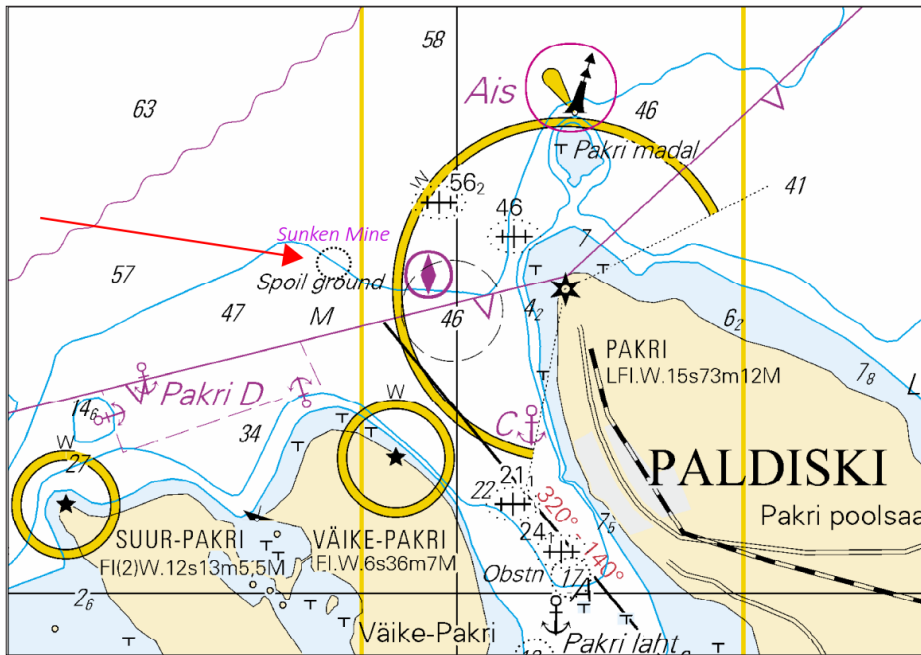 58
63
Ais
46
Pakri madal
W
56₂
41
46
Sunken Mine
7
57
Spoil ground
47
M
46
4₂
6₂
PAKRI
LFl.W.15s73m12M
7₈
L
Pakri D
W
14₆
C
34
W
27
PALDISKI
22
21₁
320° - 140°
7₅
Pakri poolsaa
SUUR-PAKRI
Fl(2)W.12s13m5,5M
VÄIKE-PAKRI
Fl.W.6s36m7M
24
Obstn
17
2₆
Väike-Pakri
Pakri laht